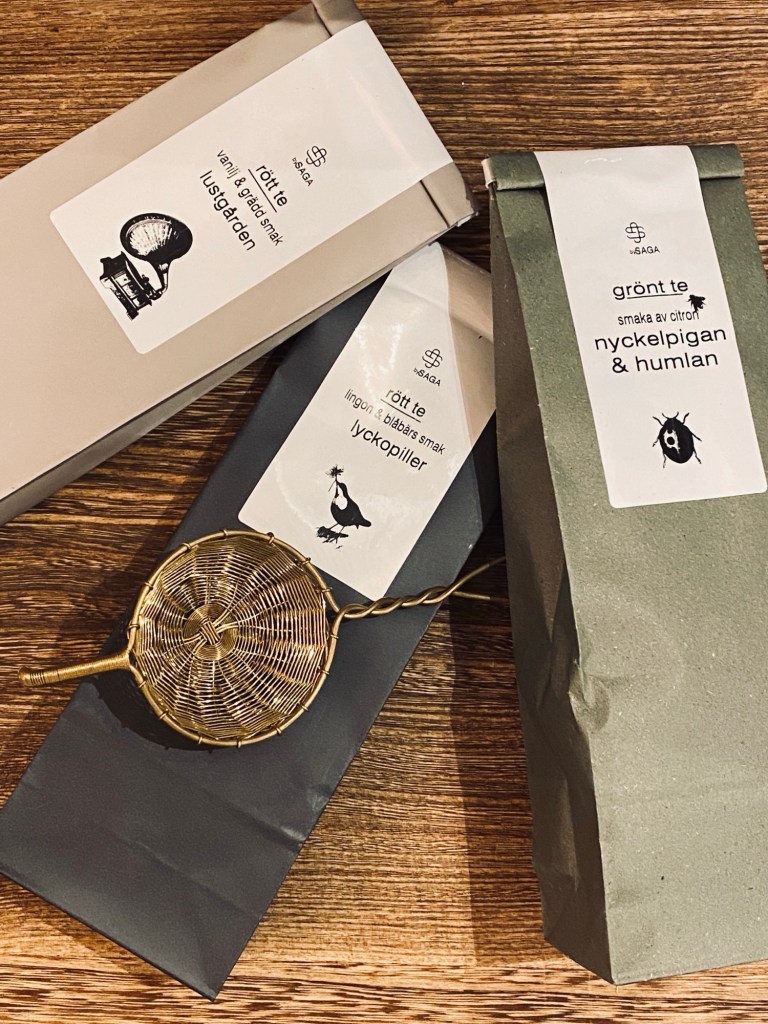 bySAGA
rött te
vanilj & grädd smak
lustgården
bySAGA
rött te
lingon & blåbärs smak
lyckopiller
bySAGA
grönt te
smaka av citron
nyckelpigan
& humlan